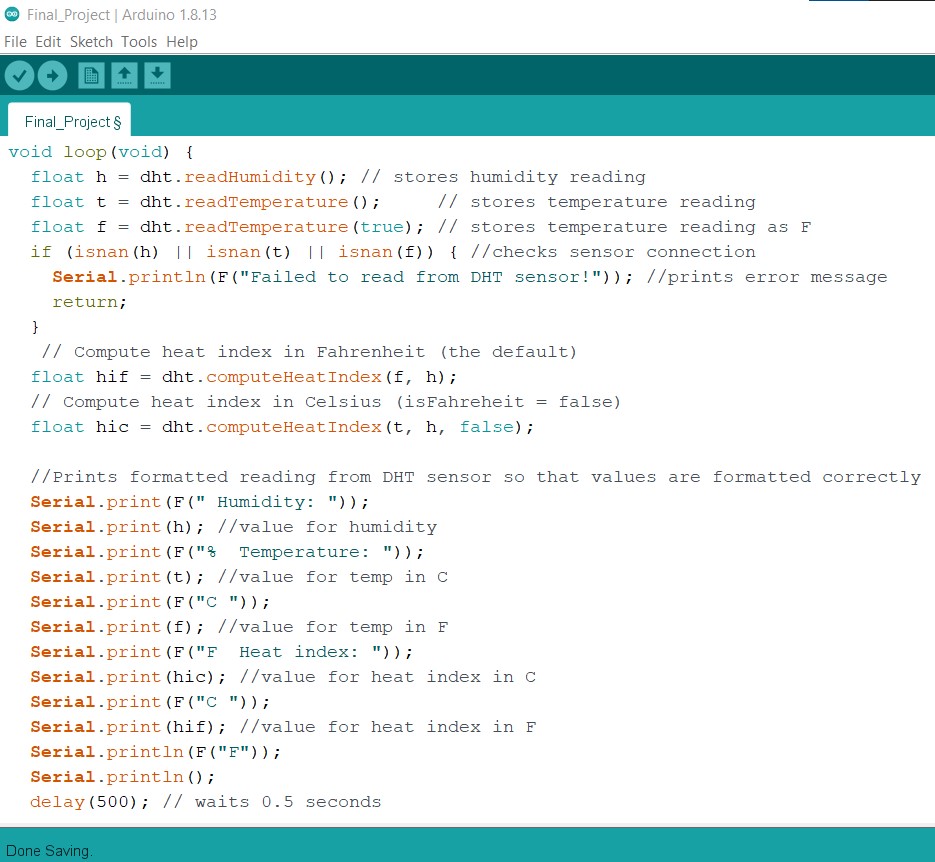 Final_Project | Arduino 1.8.13
File Edit Sketch Tools Help
Final_Project §
void loop(void) {
  float h = dht.readHumidity(); // stores humidity reading
  float t = dht.readTemperature();     // stores temperature reading
  float f = dht.readTemperature(true); // stores temperature reading as F
  if (isnan(h) || isnan(t) || isnan(f)) { //checks sensor connection
    Serial.println(F("Failed to read from DHT sensor!")); //prints error message
    return;
  }
   // Compute heat index in Fahrenheit (the default)
  float hif = dht.computeHeatIndex(f, h);
  // Compute heat index in Celsius (isFahreheit = false)
  float hic = dht.computeHeatIndex(t, h, false);
  //Prints formatted reading from DHT sensor so that values are formatted correctly
  Serial.print(F(" Humidity: "));
  Serial.print(h); //value for humidity
  Serial.print(F("%  Temperature: "));
  Serial.print(t); //value for temp in C
  Serial.print(F("C "));
  Serial.print(f); //value for temp in F
  Serial.print(F("F  Heat index: "));
  Serial.print(hic); //value for heat index in C
  Serial.print(F("C "));
  Serial.print(hif); //value for heat index in F
  Serial.println(F("F"));
  Serial.println();
  delay(500); // waits 0.5 seconds
Done Saving.